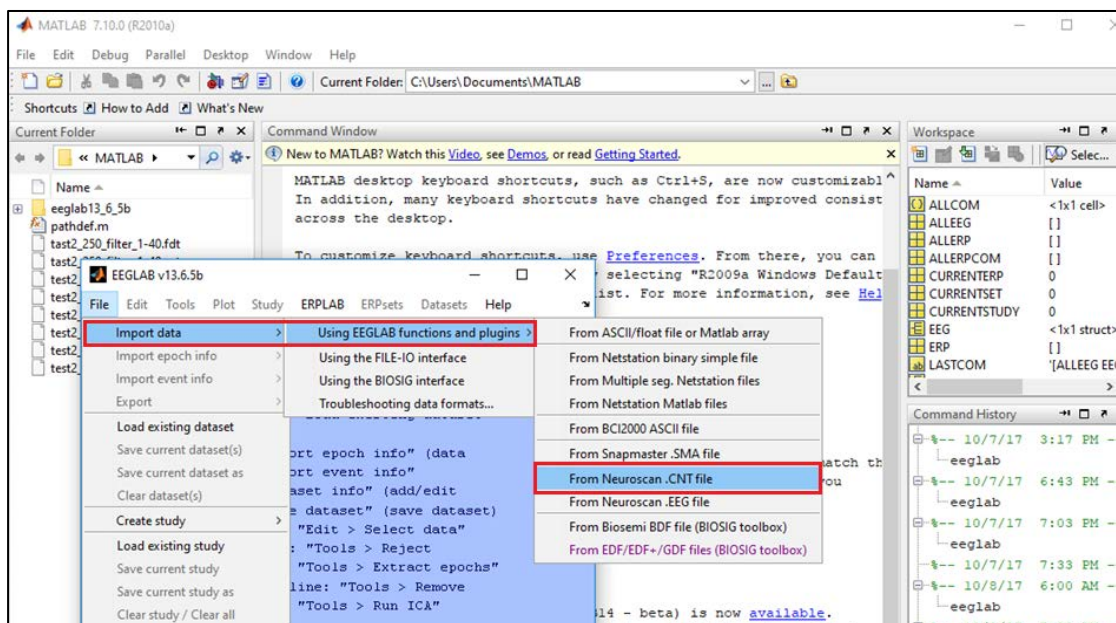 MATLAB 7.10.0 (R2010a)
File Edit Debug Parallel Desktop Window Help
Current Folder: C:\Users\Documents\MATLAB
Shortcuts How to Add What's New
Current Folder
« MATLAB
Name
eeglab13_6_5b
pathdef.m
tast2_250_filter_1-40.fdt
Command Window
New to MATLAB? Watch this Video, see Demos, or read Getting Started.
MATLAB desktop keyboard shortcuts, such as Ctrl+S, are now customizabl
In addition, many keyboard shortcuts have changed for improved consist
across the desktop.
To customize keyboard shortcuts, use Preferences. From there, you can
selecting "R2009a Windows Default
ist. For more information, see Hel
EEGLAB v13.6.5b
File Edit Tools Plot Study ERPLAB ERPsets Datasets Help
Import data
Import epoch info
Import event info
Export
Load existing dataset
Save current dataset(s)
Save current dataset as
Clear dataset(s)
Create study
Load existing study
Save current study
Save current study as
Clear study / Clear all
Using EEGLAB functions and plugins
Using the FILE-IO interface
Using the BIOSIG interface
Troubleshooting data formats...
From ASCII/float file or Matlab array
From Netstation binary simple file
From Multiple seg. Netstation files
From Netstation Matlab files
From BCI2000 ASCII file
From Snapmaster .SMA file
From Neuroscan .CNT file
From Neuroscan .EEG file
From Biosemi BDF file (BIOSIG toolbox)
From EDF/EDF+/GDF files (BIOSIG toolbox)
ort epoch info" (data
ort event info"
aset info" (add/edit
e dataset" (save dataset)
"Edit > Select data"
: "Tools > Reject
"Tools > Extract epochs"
line: "Tools > Remove
"Tools > Run ICA"
atch th
ou
14 - beta) is now available.
Workspace
Selec...
Name Value
ALLCOM <1x1 cell>
ALLEEG []
ALLERP []
ALLERPCOM []
CURRENTERP 0
CURRENTSET 0
CURRENTSTUDY 0
EEG <1x1 struct>
ERP []
LASTCOM '[ALLEEG EE
Command History
%-- 10/7/17 3:17 PM -
eeglab
%-- 10/7/17 6:43 PM -
eeglab
%-- 10/7/17 7:03 PM -
eeglab
%-- 10/7/17 7:33 PM -
%-- 10/8/17 6:00 AM -
eeglab